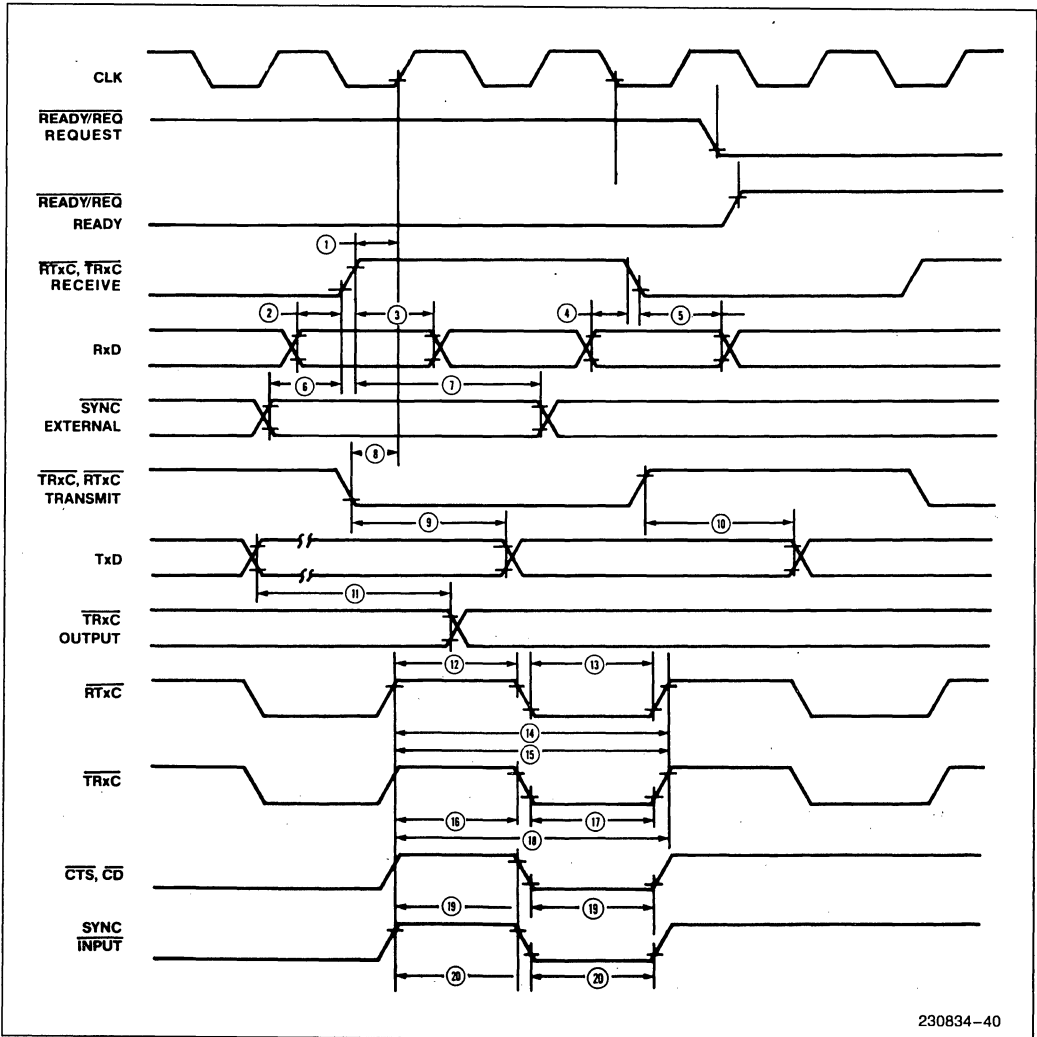 CLK
READY/REQ
REQUEST
READY/REQ
READY
1
RTxC, TRxC
RECEIVE
2
3
4
5
RxD
6
7
SYNC
EXTERNAL
8
TRxC, RTxC
TRANSMIT
9
10
TxD
11
TRxC
OUTPUT
12
13
RTxC
14
15
TRxC
16
17
18
CTS, CD
19
19
SYNC
INPUT
20
20
230834-40